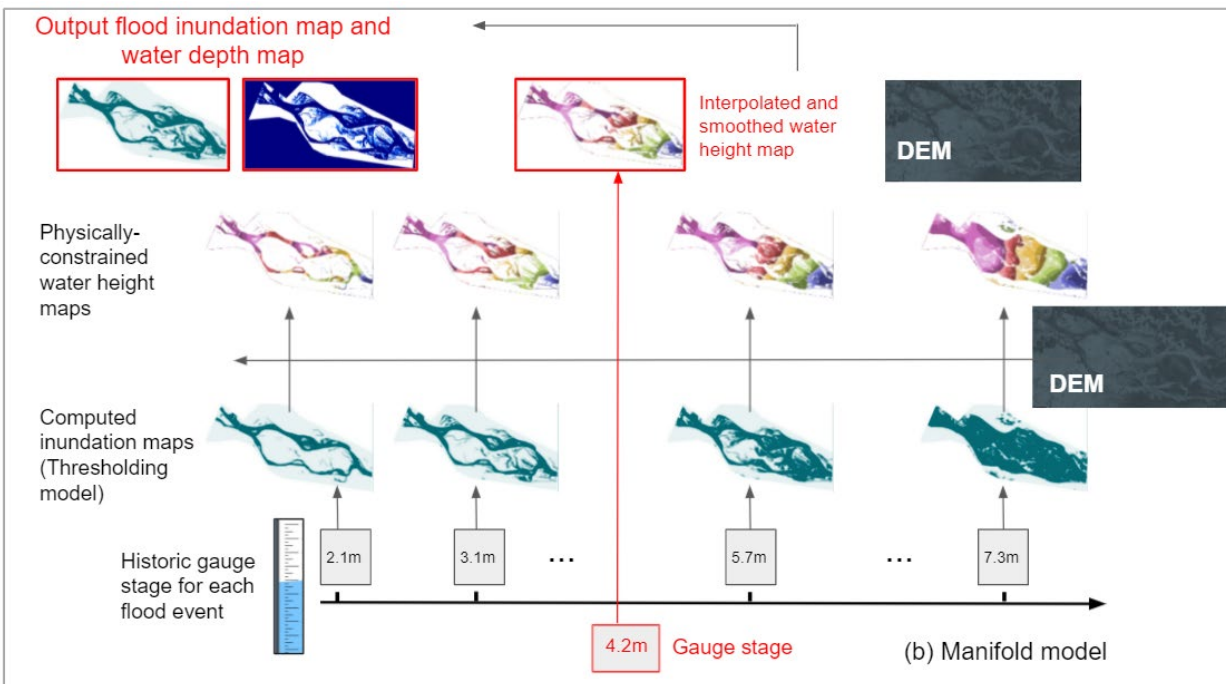 Output flood inundation map and
water depth map
Interpolated and
smoothed water
height map
DEM
Physically-
constrained
water height
maps
DEM
Computed
inundation maps
(Thresholding
model)
Historic gauge
stage for each
flood event
2.1m
3.1m
...
5.7m
...
7.3m
4.2m
Gauge stage
(b) Manifold model